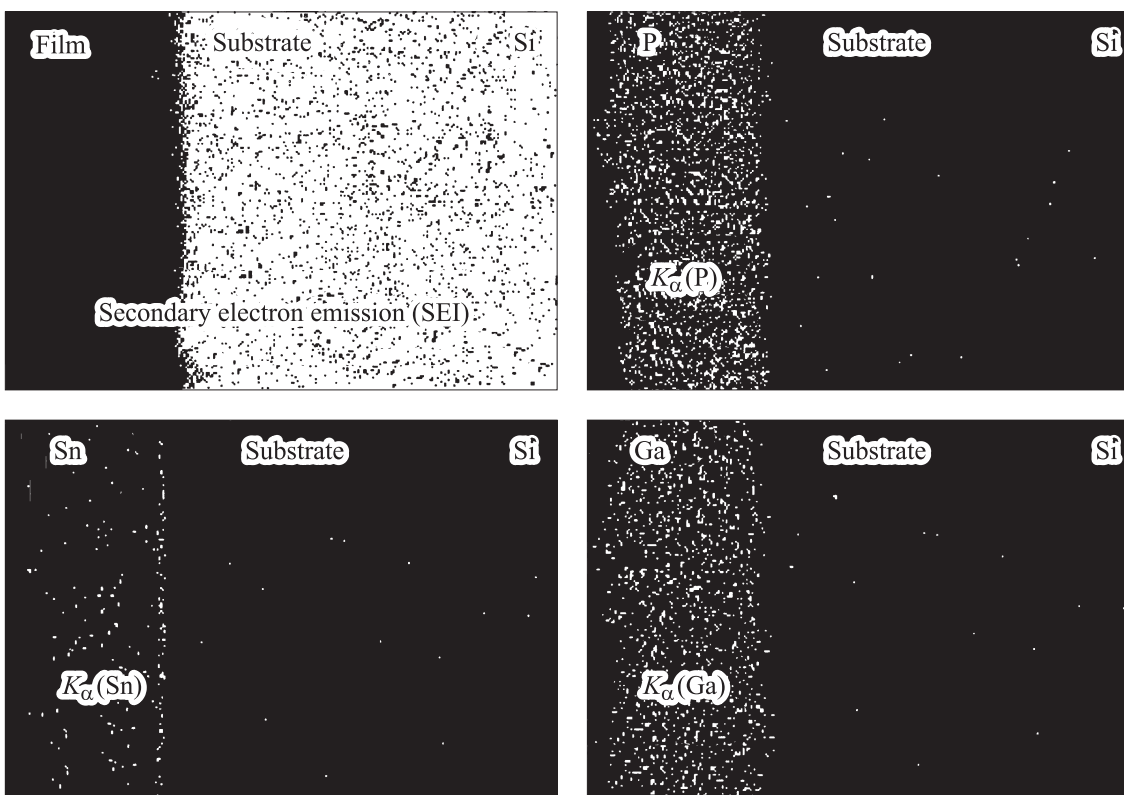 Film Substrate Si
Secondary electron emission (SEI)
P Substrate Si
Kα(P)
Sn Substrate Si
Kα(Sn)
Ga Substrate Si
Kα(Ga)